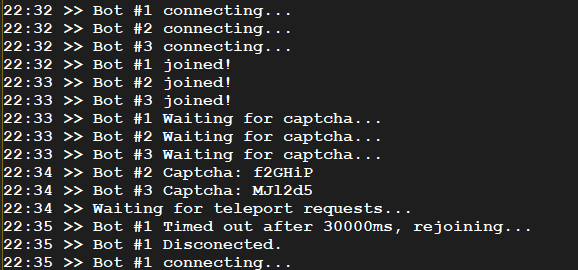 22:32 >> Bot #1 connecting...
22:32 >> Bot #2 connecting...
22:32 >> Bot #3 connecting...
22:32 >> Bot #1 joined!
22:33 >> Bot #2 joined!
22:33 >> Bot #3 joined!
22:33 >> Bot #1 Waiting for captcha...
22:33 >> Bot #2 Waiting for captcha...
22:33 >> Bot #3 Waiting for captcha...
22:34 >> Bot #2 Captcha: f2GHiP
22:34 >> Bot #3 Captcha: MJl2d5
22:34 >> Waiting for teleport requests...
22:35 >> Bot #1 Timed out after 30000ms, rejoining...
22:35 >> Bot #1 Disconected.
22:35 >> Bot #1 connecting...